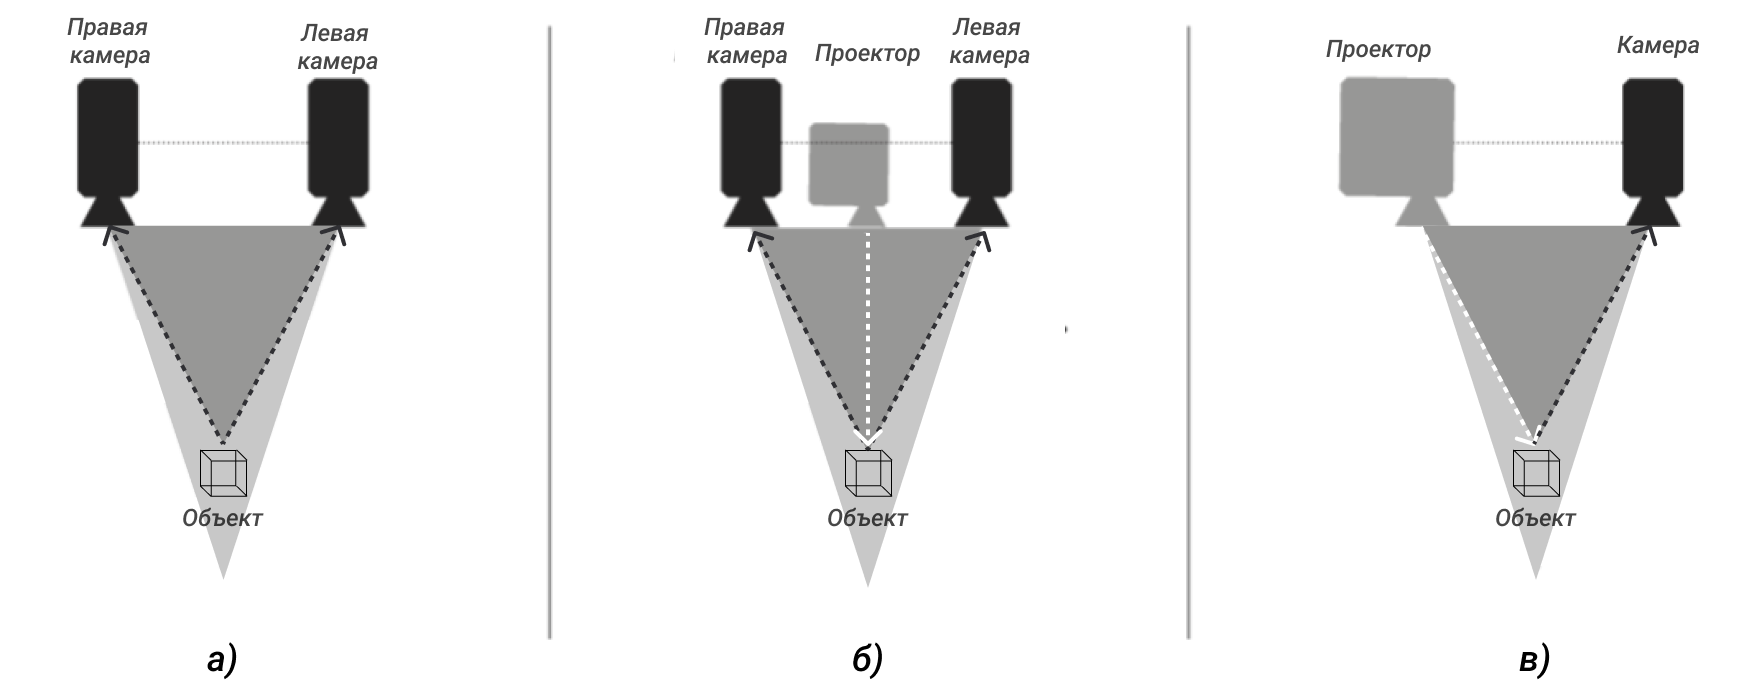 Правая
камера
Левая
камера
Объект
а)
Правая
камера
Проектор
Левая
камера
Объект
б)
Проектор
Камера
Объект
в)